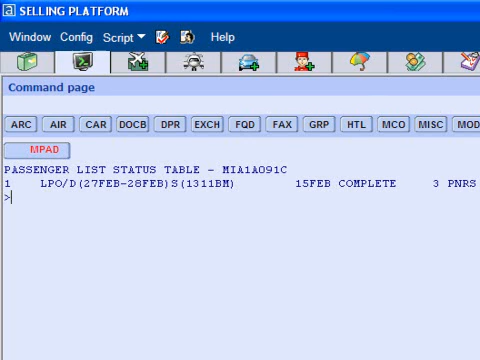 a SELLING PLATFORM
Window Config Script Help
Command page
ARC AIR CAR DOCB DPR EXCH FQD FAX GRP HTL MCO MISC MOD
MPAD
PASSENGER LIST STATUS TABLE - MIA1A091C
1 LPO/D(27FEB-28FEB)S(1311BM) 15FEB COMPLETE 3 PNRS
>